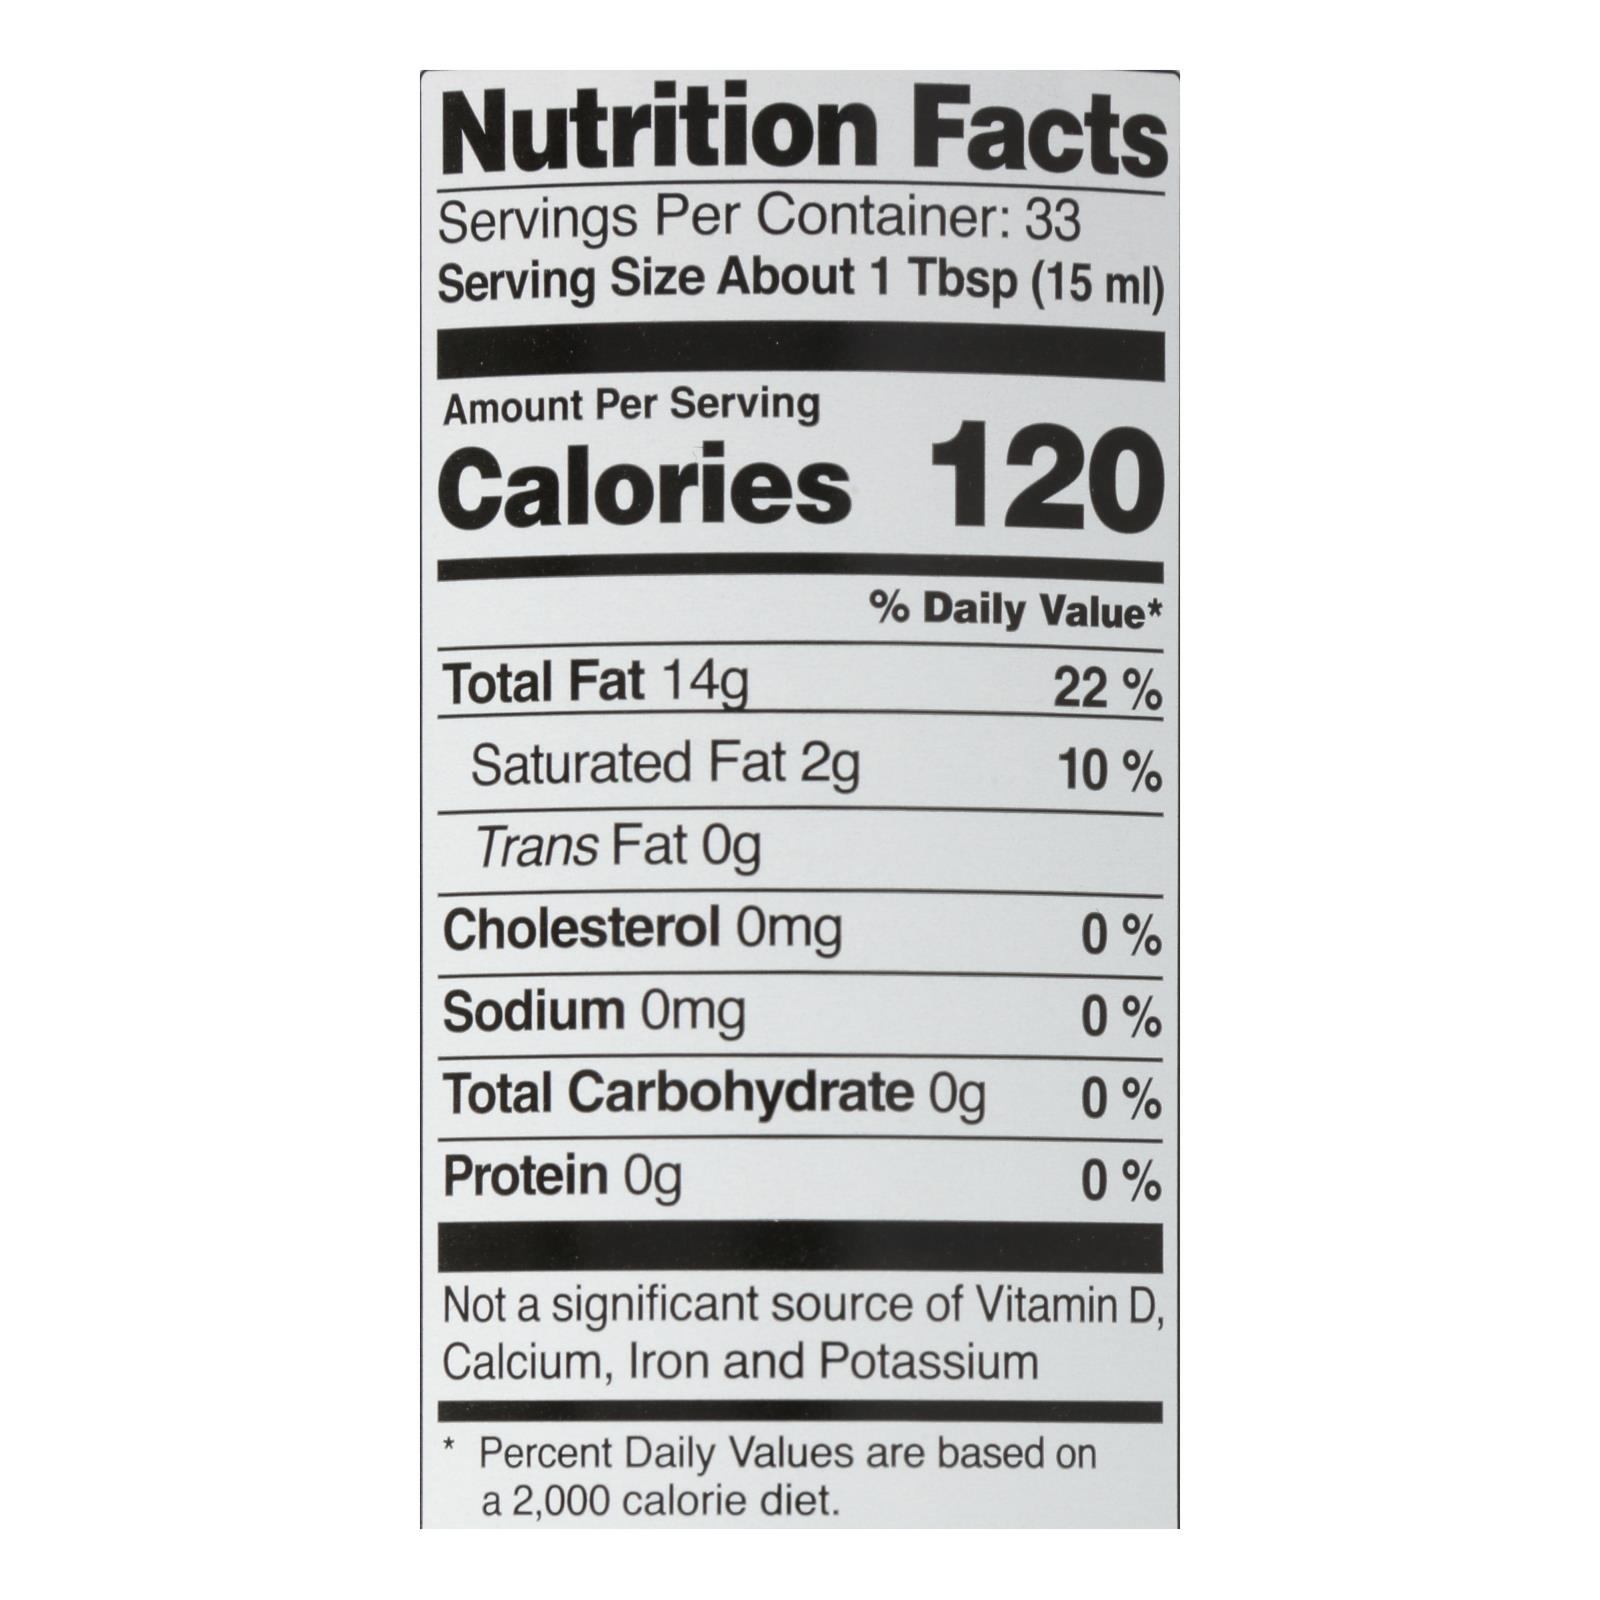 Nutrition Facts
Servings Per Container: 33
Serving Size About 1 Tbsp (15 ml)
Amount Per Serving
Calories 120
% Daily Value*
Total Fat 14g 22 %
Saturated Fat 2g 10 %
Trans Fat 0g
Cholesterol 0mg 0 %
Sodium 0mg 0 %
Total Carbohydrate 0g 0 %
Protein 0g 0 %
Not a significant source of Vitamin D,
Calcium, Iron and Potassium
* Percent Daily Values are based on
a 2,000 calorie diet.